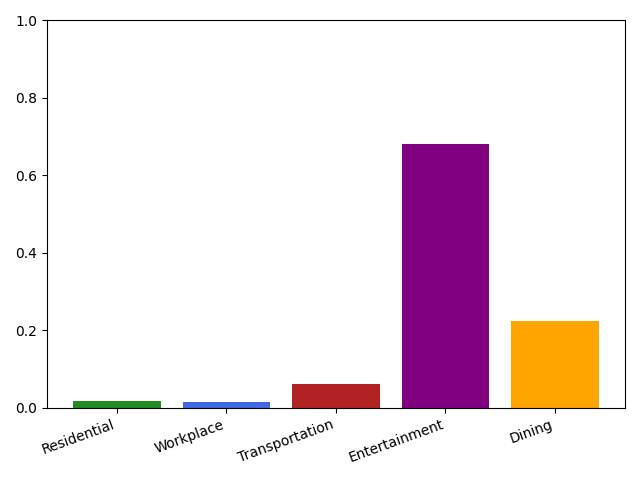 1.0
0.8
0.6
0.4
0.2
0.0
Residential
Workplace
Transportation
Entertainment
Dining